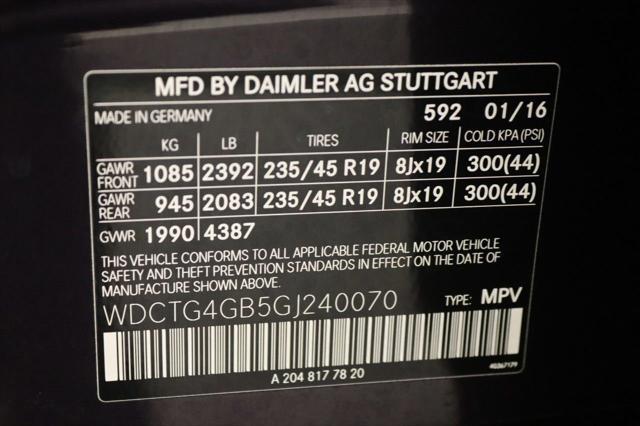 MFD BY DAIMLER AG STUTTGART
MADE IN GERMANY 592 01/16
KG LB TIRES RIM SIZE COLD KPA (PSI)
GAWR FRONT 1085 2392 235/45 R19 8Jx19 300(44)
GAWR REAR 945 2083 235/45 R19 8Jx19 300(44)
GVWR 1990 4387
THIS VEHICLE CONFORMS TO ALL APPLICABLE FEDERAL MOTOR VEHICLE
SAFETY AND THEFT PREVENTION STANDARDS IN EFFECT ON THE DATE OF
MANUFACTURE SHOWN ABOVE.
WDCTG4GB5GJ240070 TYPE: MPV
A 204 817 78 20
40367179